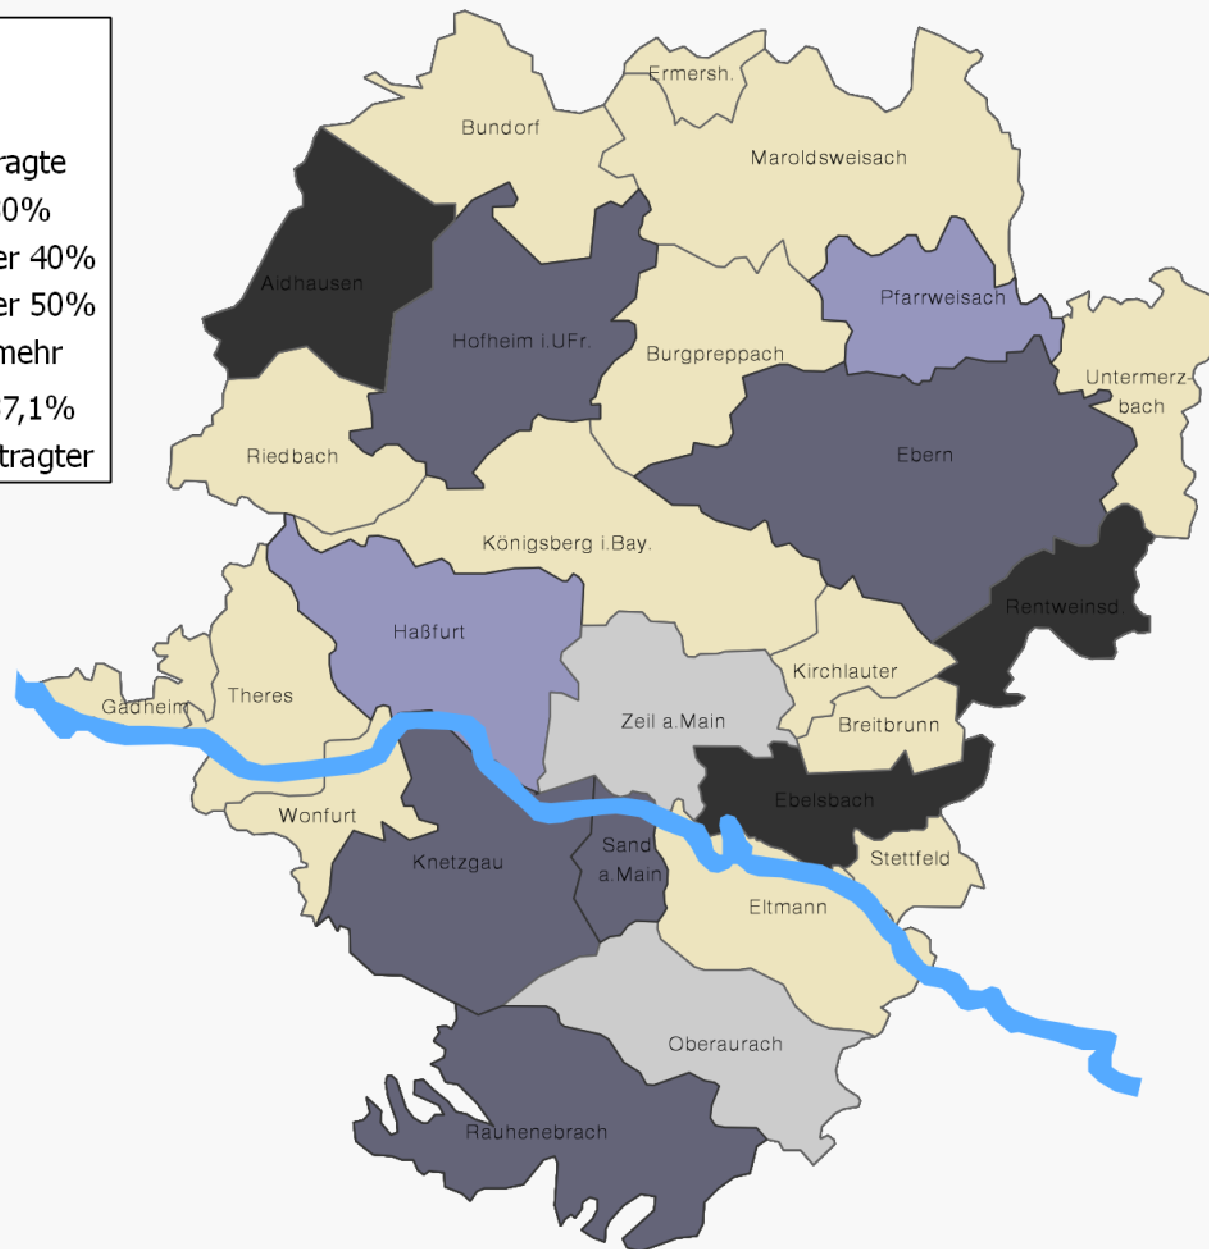 ragte
0%
er 40%
er 50%
mehr
37,1%
tragter
Ermersh.
Bundorf
Maroldsweisach
Aidhausen
Pfarrweisach
Hofheim i.UFr.
Burgpreppach
Untermerz-
bach
Riedbach
Ebern
Königsberg i.Bay.
Rentweinsd.
Haßfurt
Kirchlauter
Gädheim
Theres
Zeil a.Main
Breitbrunn
Ebelsbach
Wonfurt
Sand
a.Main
Knetzgau
Stettfeld
Eltmann
Oberaurach
Rauhenebrach